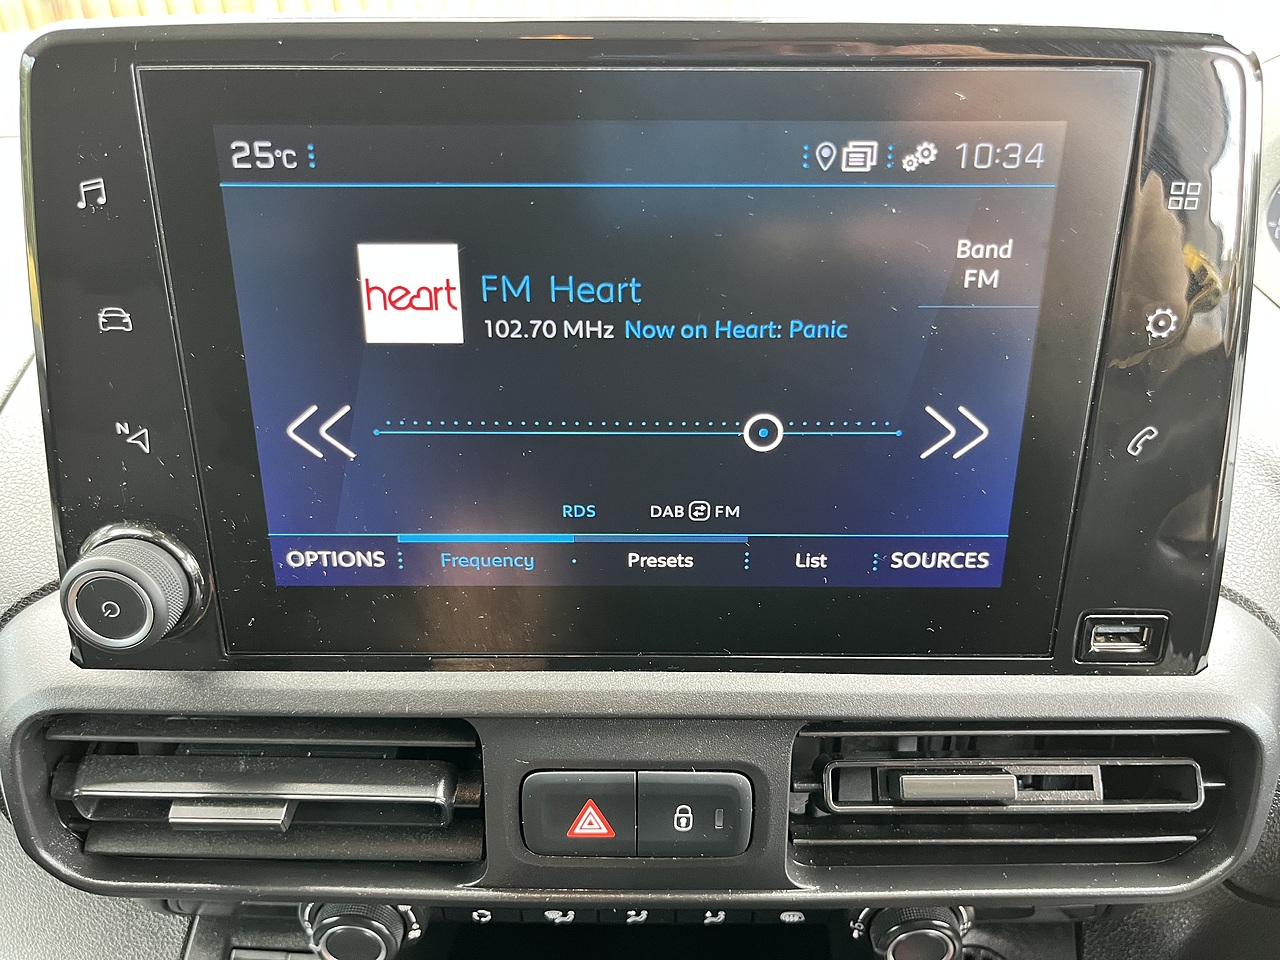 25°C
10:34
Band
FM
heart
FM Heart
102.70 MHz Now on Heart: Panic
N
RDS
DAB FM
OPTIONS Frequency Presets List SOURCES